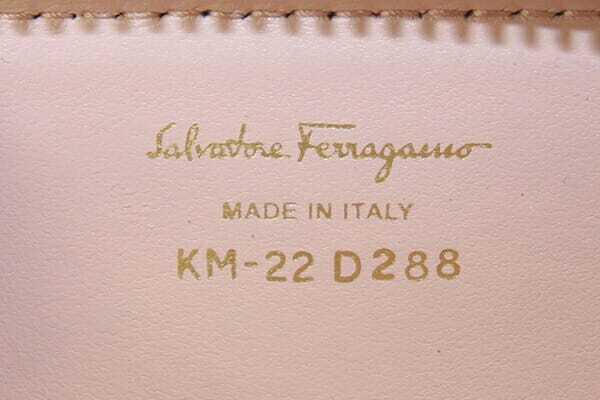 Salvatore Ferragamo
MADE IN ITALY
KM-22 D288